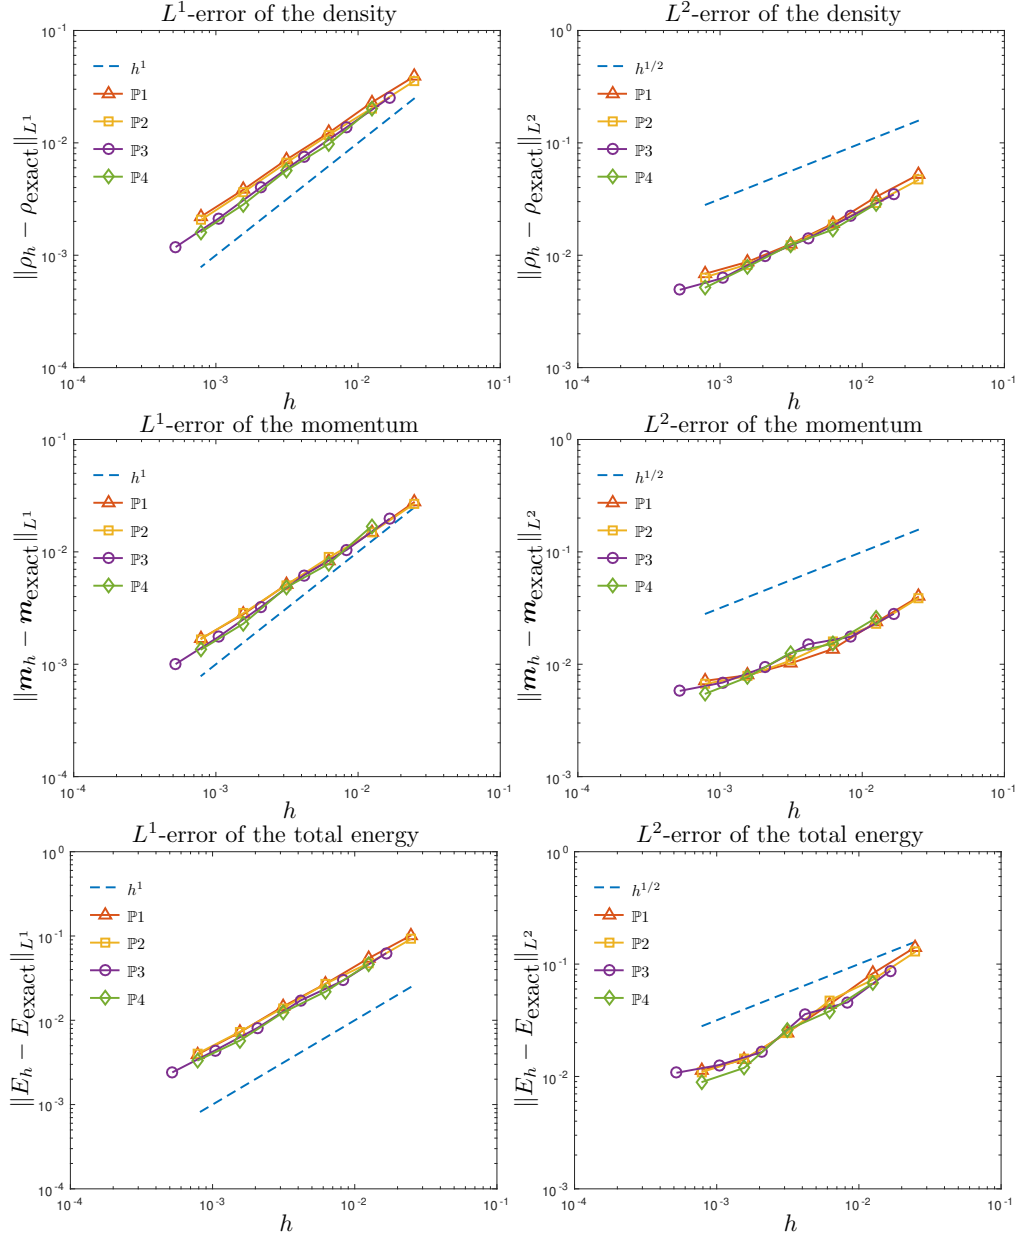 L¹-error of the density
10⁻¹
10⁻²
10⁻³
10⁻⁴
‖ρₕ − ρexact‖L¹
h¹
ℙ1
ℙ2
ℙ3
ℙ4
10⁻⁴ 10⁻³ 10⁻² 10⁻¹
h
L²-error of the density
10⁰
10⁻¹
10⁻²
10⁻³
‖ρₕ − ρexact‖L²
h¹/²
ℙ1
ℙ2
ℙ3
ℙ4
10⁻⁴ 10⁻³ 10⁻² 10⁻¹
h
L¹-error of the momentum
10⁻¹
10⁻²
10⁻³
10⁻⁴
‖mₕ − mexact‖L¹
h¹
ℙ1
ℙ2
ℙ3
ℙ4
10⁻⁴ 10⁻³ 10⁻² 10⁻¹
h
L²-error of the momentum
10⁰
10⁻¹
10⁻²
10⁻³
‖mₕ − mexact‖L²
h¹/²
ℙ1
ℙ2
ℙ3
ℙ4
10⁻⁴ 10⁻³ 10⁻² 10⁻¹
h
L¹-error of the total energy
10⁰
10⁻¹
10⁻²
10⁻³
10⁻⁴
‖Eₕ − Eexact‖L¹
h¹
ℙ1
ℙ2
ℙ3
ℙ4
10⁻⁴ 10⁻³ 10⁻² 10⁻¹
h
L²-error of the total energy
10⁰
10⁻¹
10⁻²
10⁻³
‖Eₕ − Eexact‖L²
h¹/²
ℙ1
ℙ2
ℙ3
ℙ4
10⁻⁴ 10⁻³ 10⁻² 10⁻¹
h